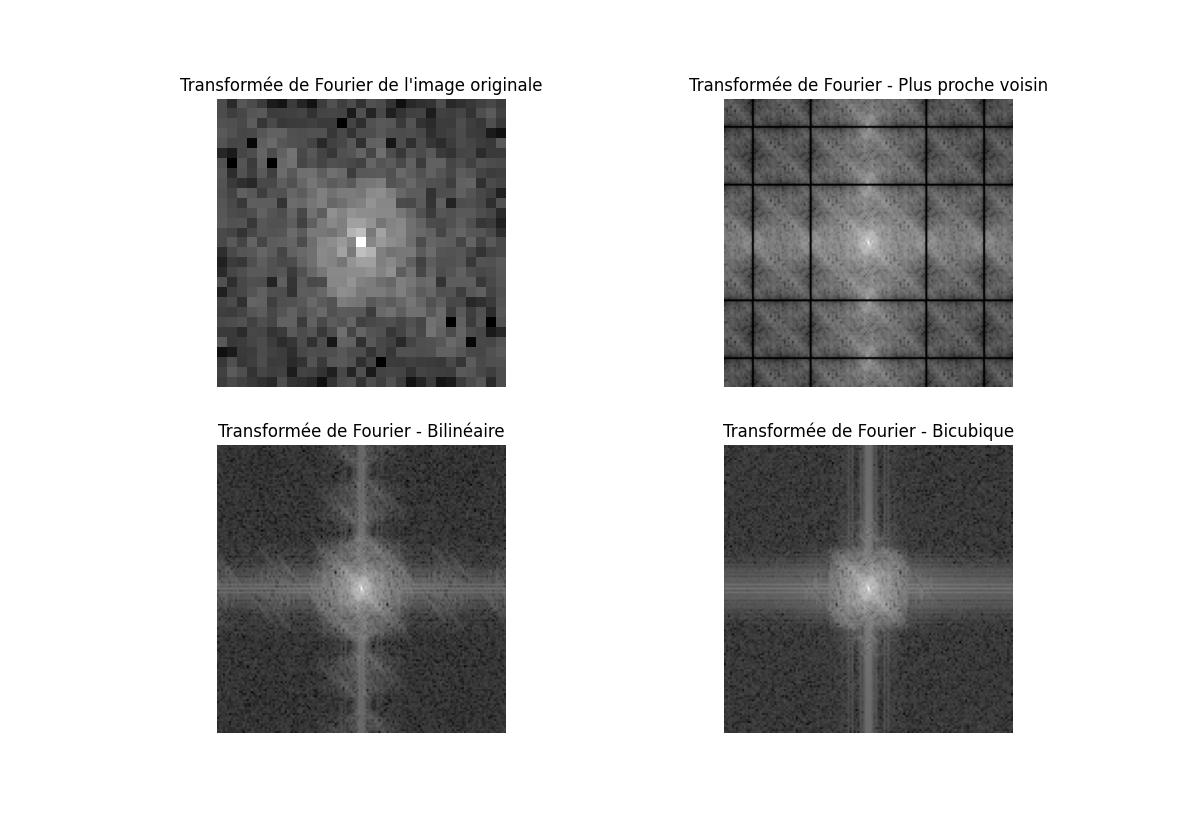 Transformée de Fourier de l'image originale
Transformée de Fourier - Plus proche voisin
Transformée de Fourier - Bilinéaire
Transformée de Fourier - Bicubique